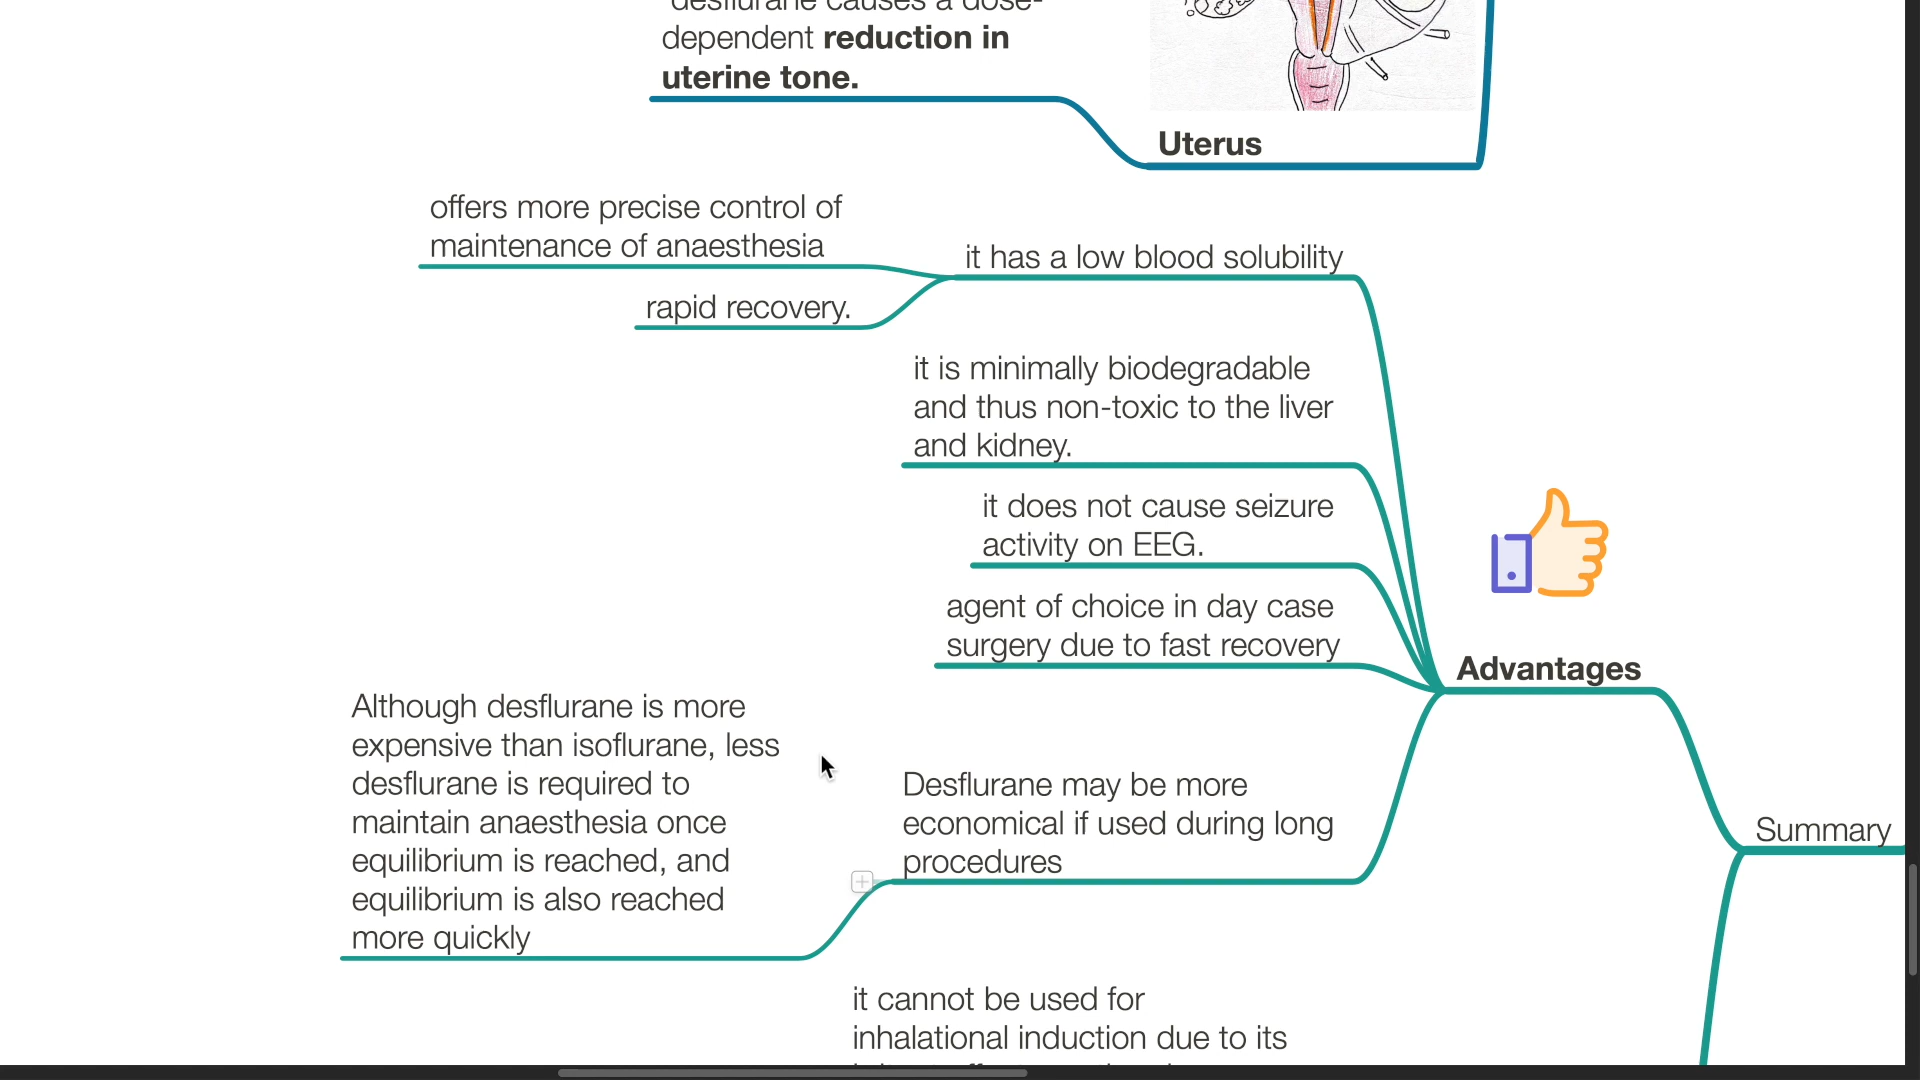 desflurane causes a dose-
dependent reduction in
uterine tone.
Uterus
offers more precise control of
maintenance of anaesthesia
it has a low blood solubility
rapid recovery.
it is minimally biodegradable
and thus non-toxic to the liver
and kidney.
it does not cause seizure
activity on EEG.
agent of choice in day case
surgery due to fast recovery
Advantages
Although desflurane is more
expensive than isoflurane, less
desflurane is required to
maintain anaesthesia once
equilibrium is reached, and
equilibrium is also reached
more quickly
Desflurane may be more
economical if used during long
procedures
Summary
it cannot be used for
inhalational induction due to its